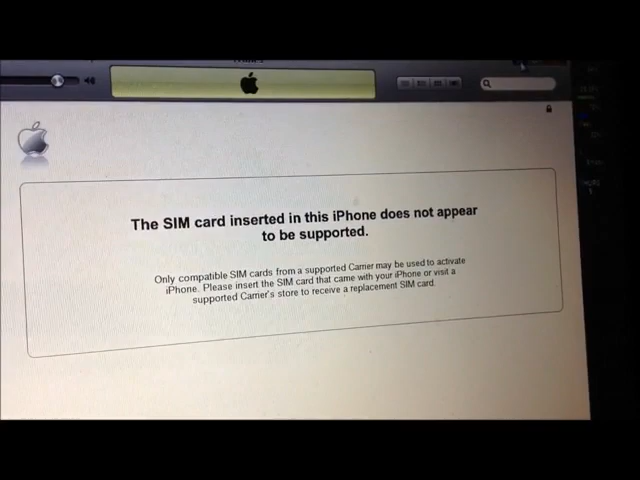 The SIM card inserted in this iPhone does not appear
to be supported.
Only compatible SIM cards from a supported Carrier may be used to activate
iPhone. Please insert the SIM card that came with your iPhone or visit a
supported Carrier's store to receive a replacement SIM card.